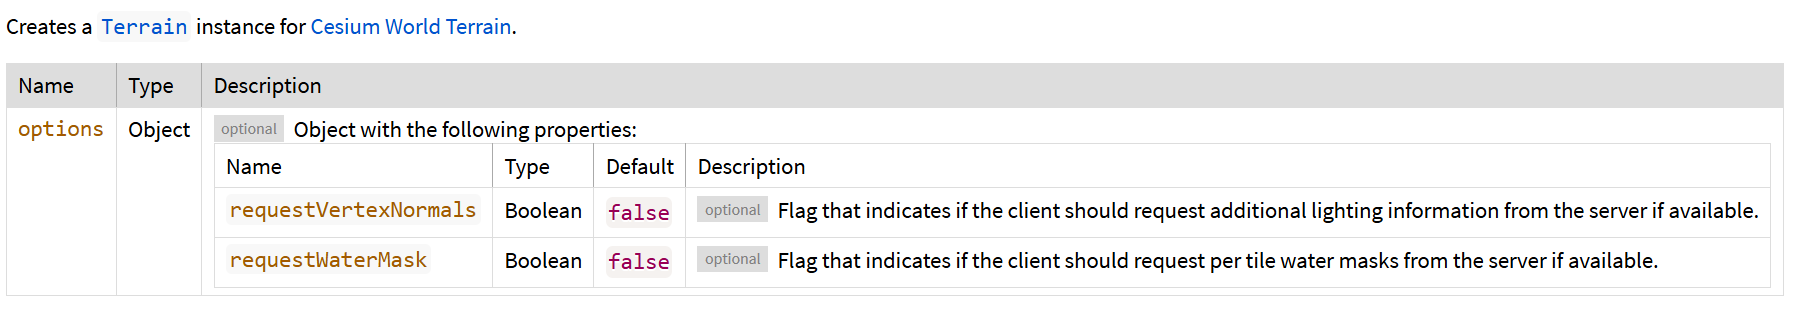 Creates a Terrain instance for Cesium World Terrain.
Name Type Description
options Object optional Object with the following properties:
Name Type Default Description
requestVertexNormals Boolean false optional Flag that indicates if the client should request additional lighting information from the server if available.
requestWaterMask Boolean false optional Flag that indicates if the client should request per tile water masks from the server if available.